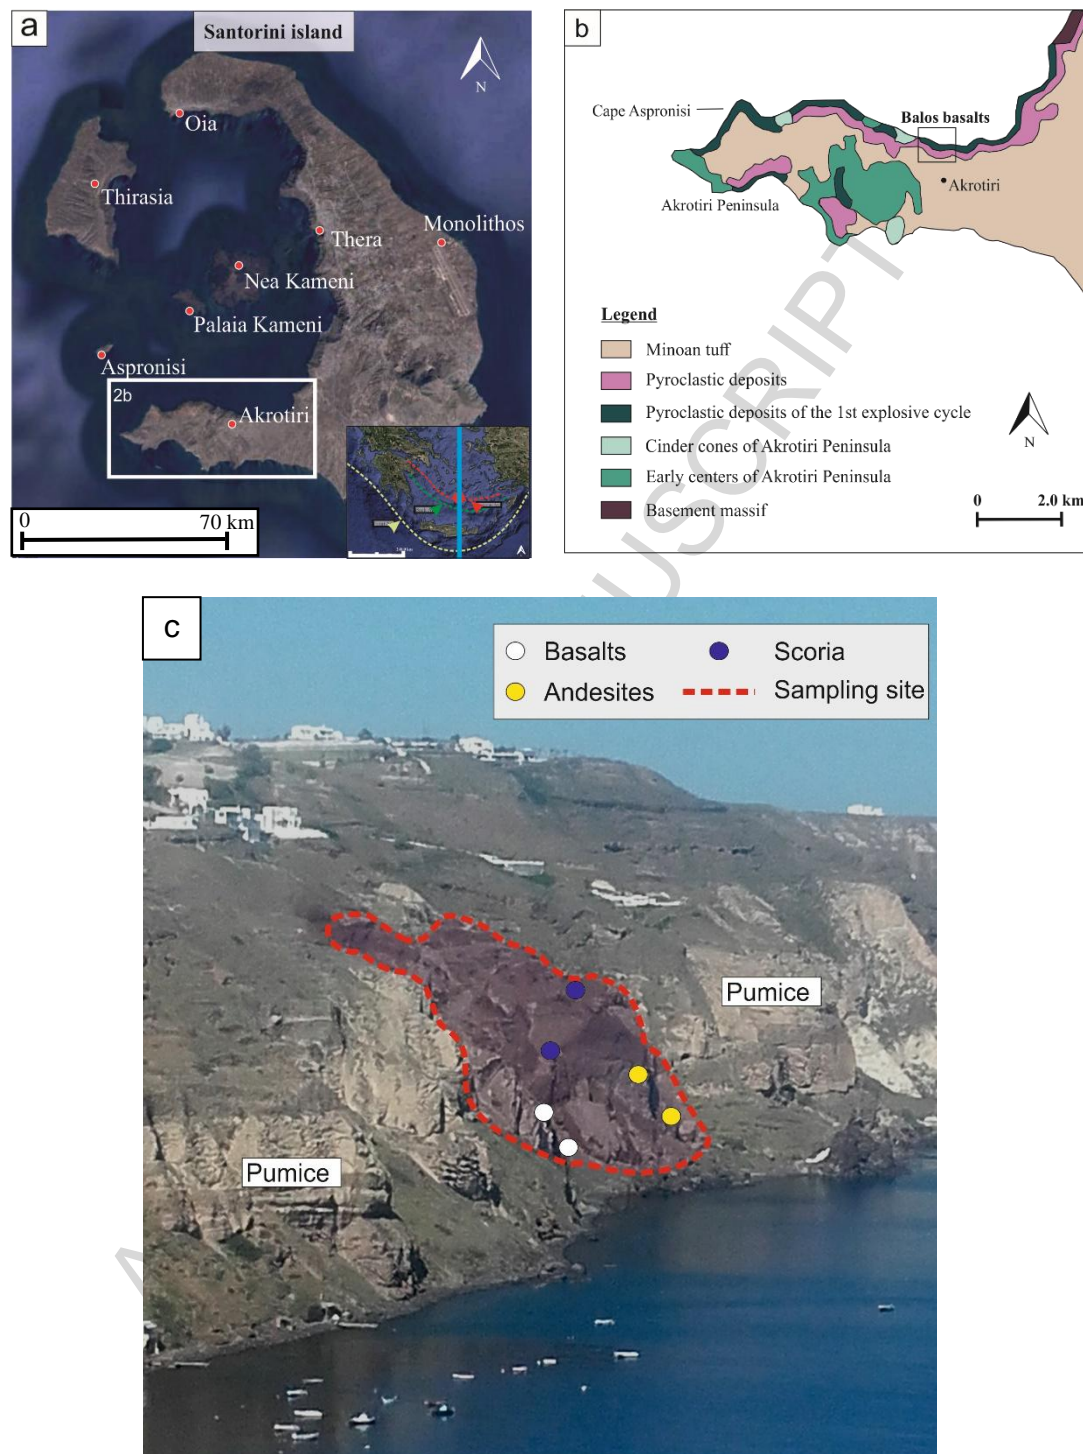 a
Santorini island
N
Oia
Thirasia
Thera
Monolithos
Nea Kameni
Palaia Kameni
Aspronisi
2b
Akrotiri
0 70 km
b
Cape Aspronisi
Balos basalts
Akrotiri
Akrotiri Peninsula
Legend
Minoan tuff
Pyroclastic deposits
Pyroclastic deposits of the 1st explosive cycle
Cinder cones of Akrotiri Peninsula
Early centers of Akrotiri Peninsula
Basement massif
N
0 2.0 km
c
Basalts
Scoria
Andesites
Sampling site
Pumice
Pumice